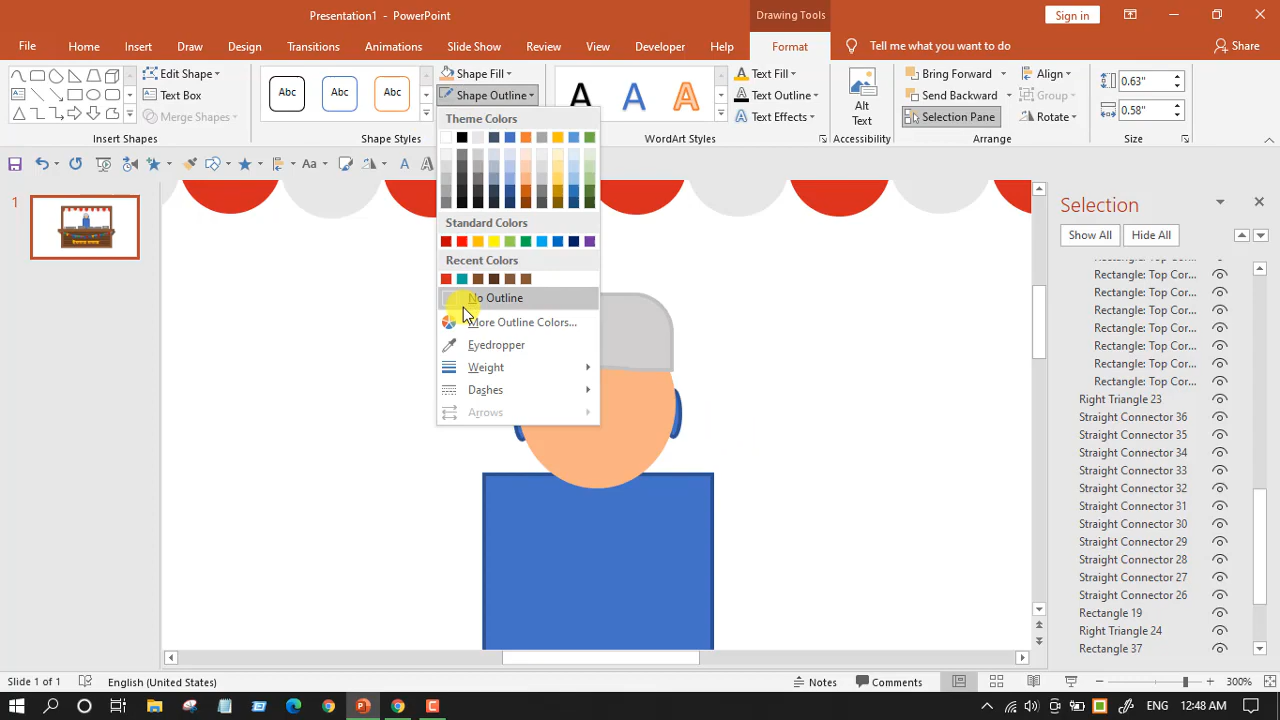 Presentation1 - PowerPoint
Drawing Tools
Sign in
File
Home
Insert
Draw
Design
Transitions
Animations
Slide Show
Review
View
Developer
Help
Format
Tell me what you want to do
Share
Edit Shape
Text Box
Merge Shapes
Insert Shapes
Abc
Abc
Abc
Shape Styles
Shape Fill
Shape Outline
A
A
A
WordArt Styles
Text Fill
Text Outline
Text Effects
Alt
Text
Accessibility
Bring Forward
Send Backward
Selection Pane
Align
Group
Rotate
Arrange
0.63"
0.58"
Size
Aa
A
A
Theme Colors
Standard Colors
Recent Colors
No Outline
More Outline Colors...
Eyedropper
Weight
Dashes
Arrows
1
Selection
Show All
Hide All
Rectangle: Top Cor...
Rectangle: Top Cor...
Rectangle: Top Cor...
Rectangle: Top Cor...
Rectangle: Top Cor...
Rectangle: Top Cor...
Rectangle: Top Cor...
Rectangle: Top Cor...
Right Triangle 23
Straight Connector 36
Straight Connector 35
Straight Connector 34
Straight Connector 33
Straight Connector 32
Straight Connector 31
Straight Connector 30
Straight Connector 29
Straight Connector 28
Straight Connector 27
Straight Connector 26
Rectangle 19
Right Triangle 24
Rectangle 37
Slide 1 of 1
English (United States)
Notes
Comments
300%
ENG
12:48 AM